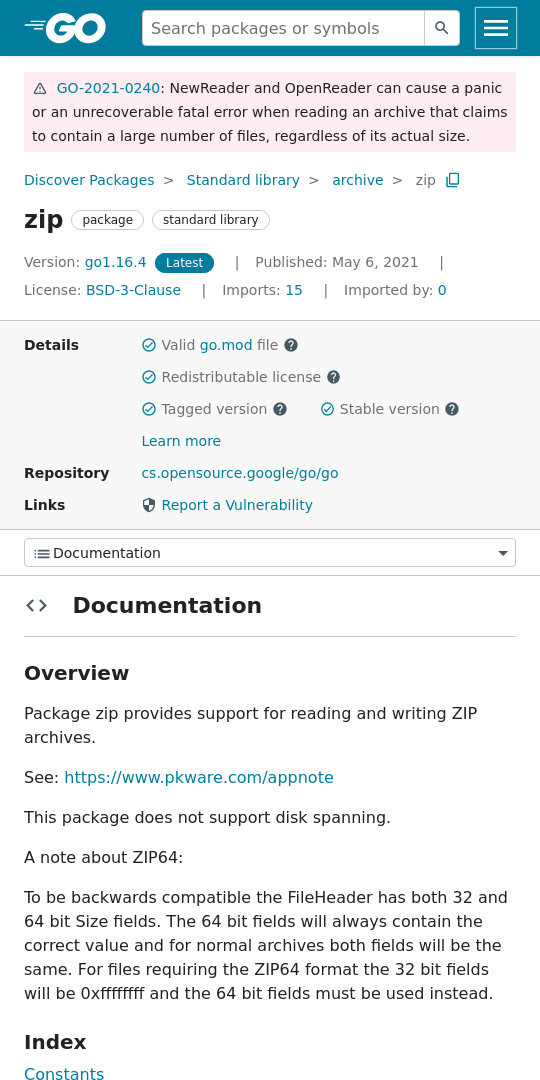 GO
Search packages or symbols
GO-2021-0240: NewReader and OpenReader can cause a panic
or an unrecoverable fatal error when reading an archive that claims
to contain a large number of files, regardless of its actual size.
Discover Packages > Standard library > archive > zip
zip package standard library
Version: go1.16.4 Latest | Published: May 6, 2021 |
License: BSD-3-Clause | Imports: 15 | Imported by: 0
Details Valid go.mod file
Redistributable license
Tagged version Stable version
Learn more
Repository cs.opensource.google/go/go
Links Report a Vulnerability
Documentation
Documentation
Overview
Package zip provides support for reading and writing ZIP
archives.
See: https://www.pkware.com/appnote
This package does not support disk spanning.
A note about ZIP64:
To be backwards compatible the FileHeader has both 32 and
64 bit Size fields. The 64 bit fields will always contain the
correct value and for normal archives both fields will be the
same. For files requiring the ZIP64 format the 32 bit fields
will be 0xffffffff and the 64 bit fields must be used instead.
Index
Constants